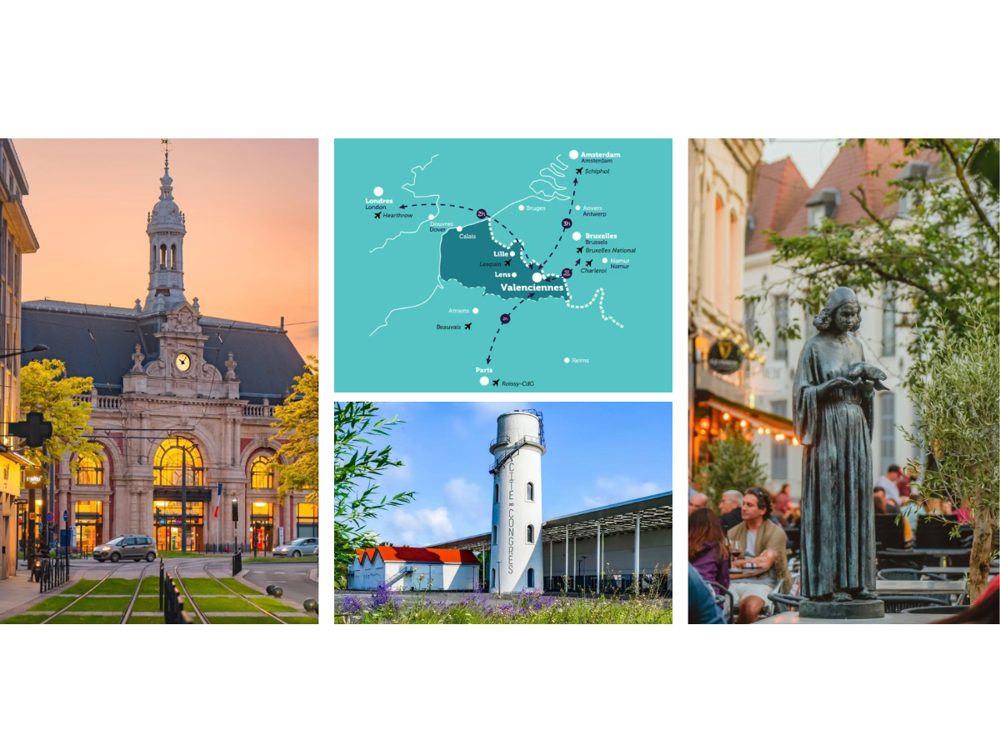 Amsterdam
Amsterdam
Schiphol
Londres
London
Hearthrow
2h
Bruges
Anvers
Antwerp
Douvres
Dover
3h
Calais
Bruxelles
Brussels
Bruxelles National
Lille
Lesquin
Namur
Namur
Charleroi
Lens
Valenciennes
Amiens
2h
Beauvais
Reims
Paris
Roissy-CdG
CITÉ DES CONGRÈS